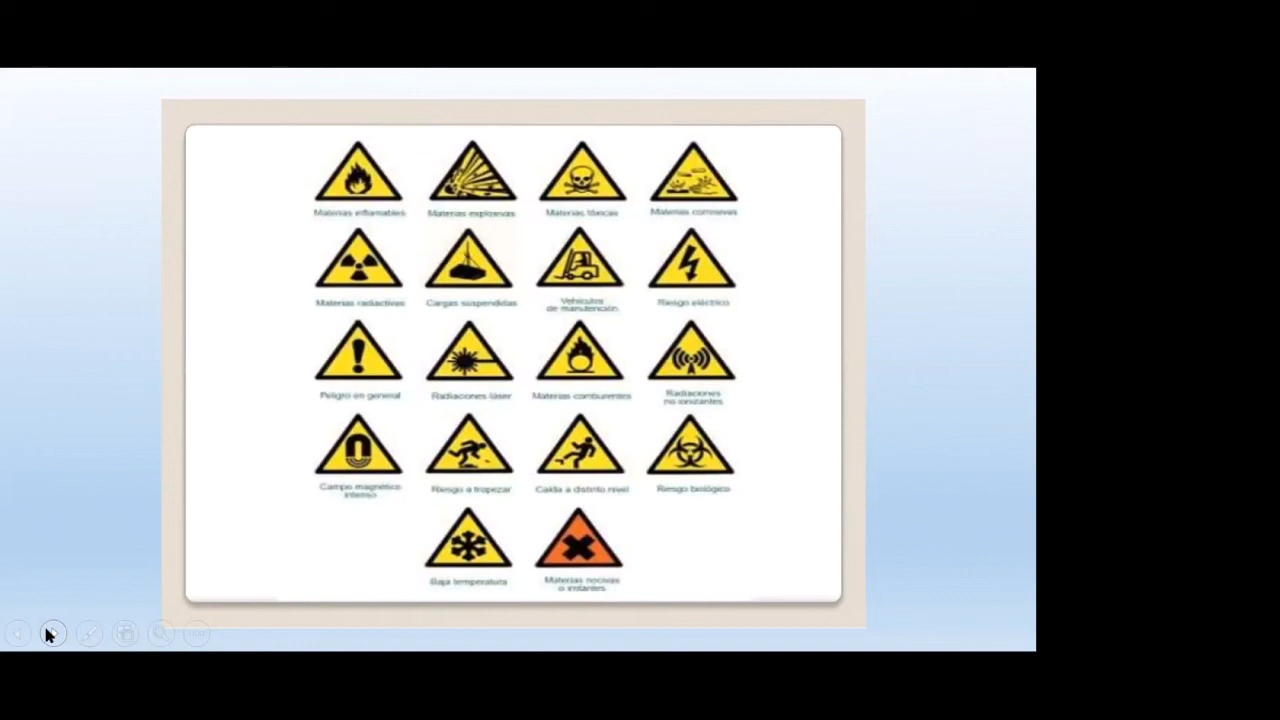 Materias inflamables
Materias explosivas
Materias tóxicas
Materias corrosivas
Materias radiactivas
Cargas suspendidas
Vehículos
de manutención
Riesgo eléctrico
Peligro en general
Radiaciones láser
Materias comburentes
Radiaciones
no ionizantes
Campo magnético
intenso
Riesgo a tropezar
Caída a distinto nivel
Riesgo biológico
Baja temperatura
Materias nocivas
o irritantes